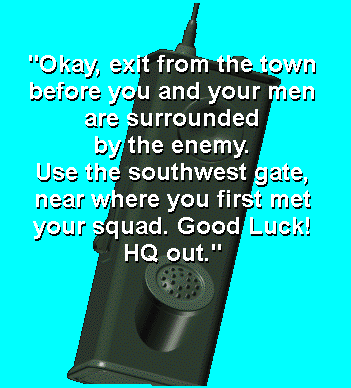 "Okay, exit from the town
before you and your men
are surrounded
by the enemy.
Use the southwest gate,
near where you first met
your squad. Good Luck!
HQ out."